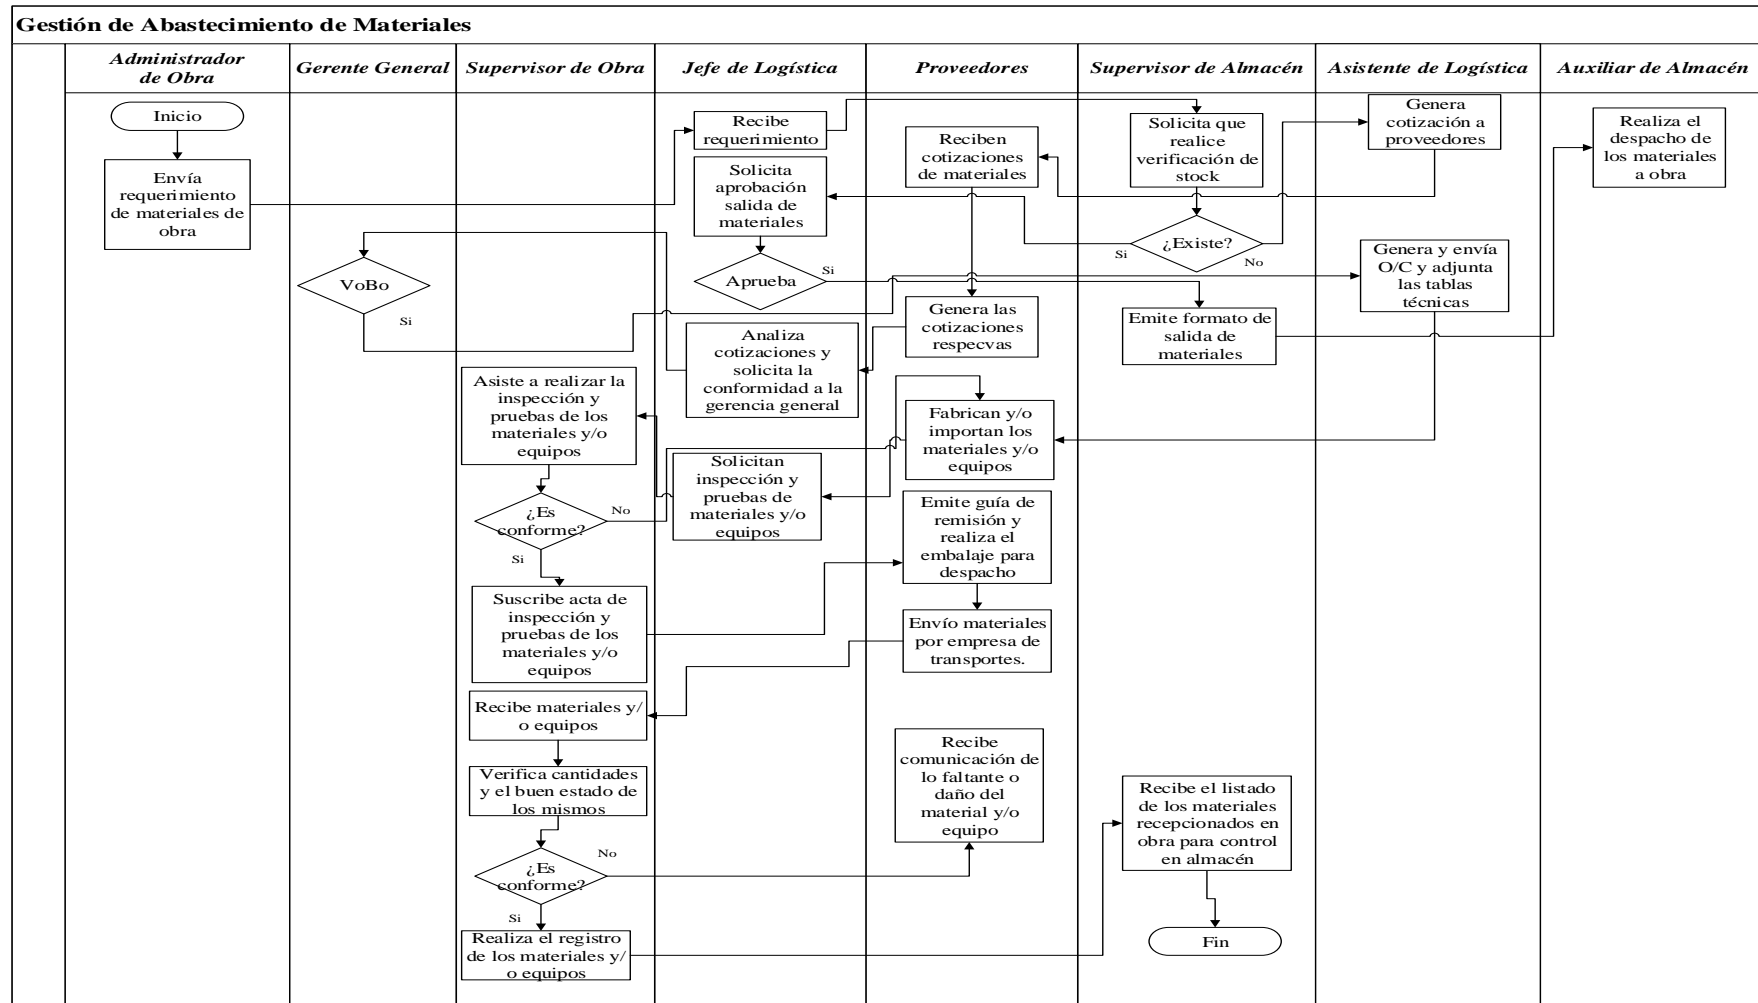 Gestión de Abastecimiento de Materiales
Administrador
de Obra
Gerente General
Supervisor de Obra
Jefe de Logística
Proveedores
Supervisor de Almacén
Asistente de Logística
Auxiliar de Almacén
Inicio
Envía
requerimiento
de materiales de
obra
VoBo
Si
Asiste a realizar la
inspección y
pruebas de los
materiales y/o
equipos
¿Es
conforme?
No
Si
Suscribe acta de
inspección y
pruebas de los
materiales y/o
equipos
Recibe materiales y/
o equipos
Verifica cantidades
y el buen estado de
los mismos
¿Es
conforme?
No
Si
Realiza el registro
de los materiales y/
o equipos
Recibe
requerimiento
Solicita
aprobación
salida de
materiales
Aprueba
Si
Analiza
cotizaciones y
solicita la
conformidad a la
gerencia general
Solicitan
inspección y
pruebas de
materiales y/o
equipos
Reciben
cotizaciones
de materiales
Genera las
cotizaciones
respecvas
Fabrican y/o
importan los
materiales y/o
equipos
Emite guía de
remisión y
realiza el
embalaje para
despacho
Envío materiales
por empresa de
transportes.
Recibe
comunicación de
lo faltante o
daño del
material y/o
equipo
Solicita que
realice
verificación de
stock
¿Existe?
Si
No
Emite formato de
salida de
materiales
Recibe el listado
de los materiales
recepcionados en
obra para control
en almacén
Fin
Genera
cotización a
proveedores
Genera y envía
O/C y adjunta
las tablas
técnicas
Realiza el
despacho de
los materiales
a obra